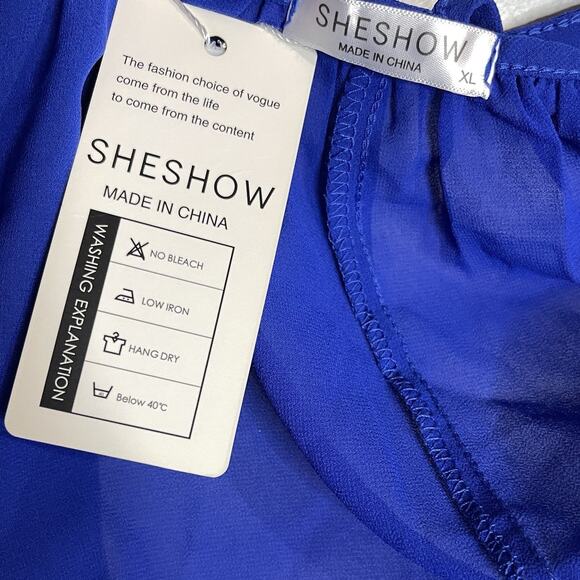 SHESHOW
MADE IN CHINA
XL
The fashion choice of vogue
come from the life
to come from the content
SHESHOW
MADE IN CHINA
WASHING EXPLANATION
NO BLEACH
LOW IRON
HANG DRY
Below 40℃